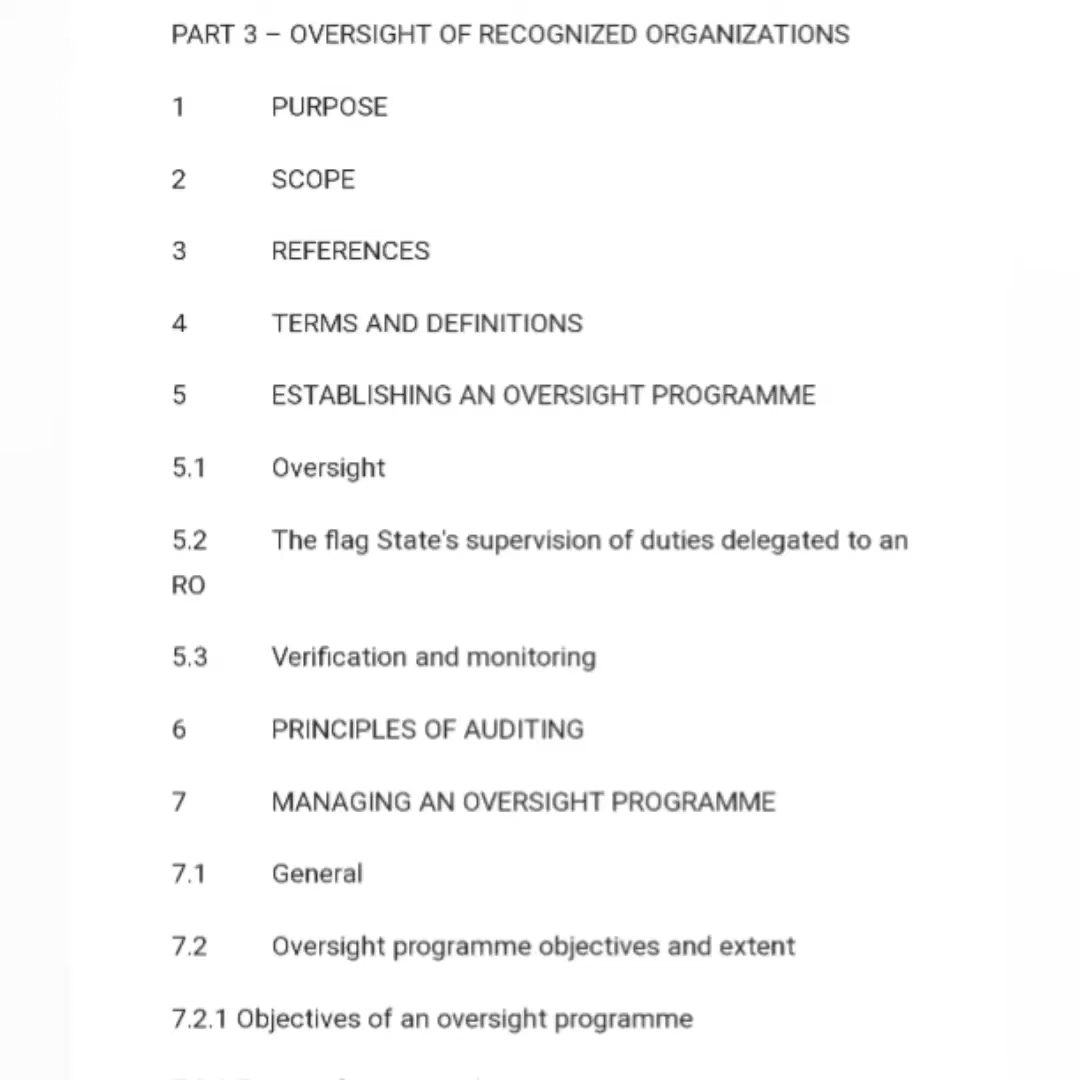 PART 3 – OVERSIGHT OF RECOGNIZED ORGANIZATIONS
1 PURPOSE
2 SCOPE
3 REFERENCES
4 TERMS AND DEFINITIONS
5 ESTABLISHING AN OVERSIGHT PROGRAMME
5.1 Oversight
5.2 The flag State's supervision of duties delegated to an
RO
5.3 Verification and monitoring
6 PRINCIPLES OF AUDITING
7 MANAGING AN OVERSIGHT PROGRAMME
7.1 General
7.2 Oversight programme objectives and extent
7.2.1 Objectives of an oversight programme